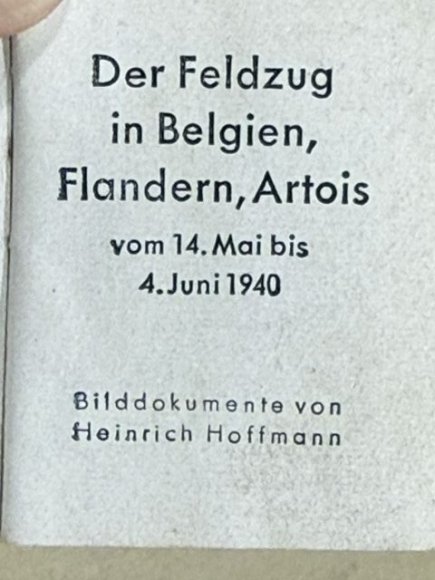 Der Feldzug
in Belgien,
Flandern, Artois
vom 14. Mai bis
4. Juni 1940
Bilddokumente von
Heinrich Hoffmann